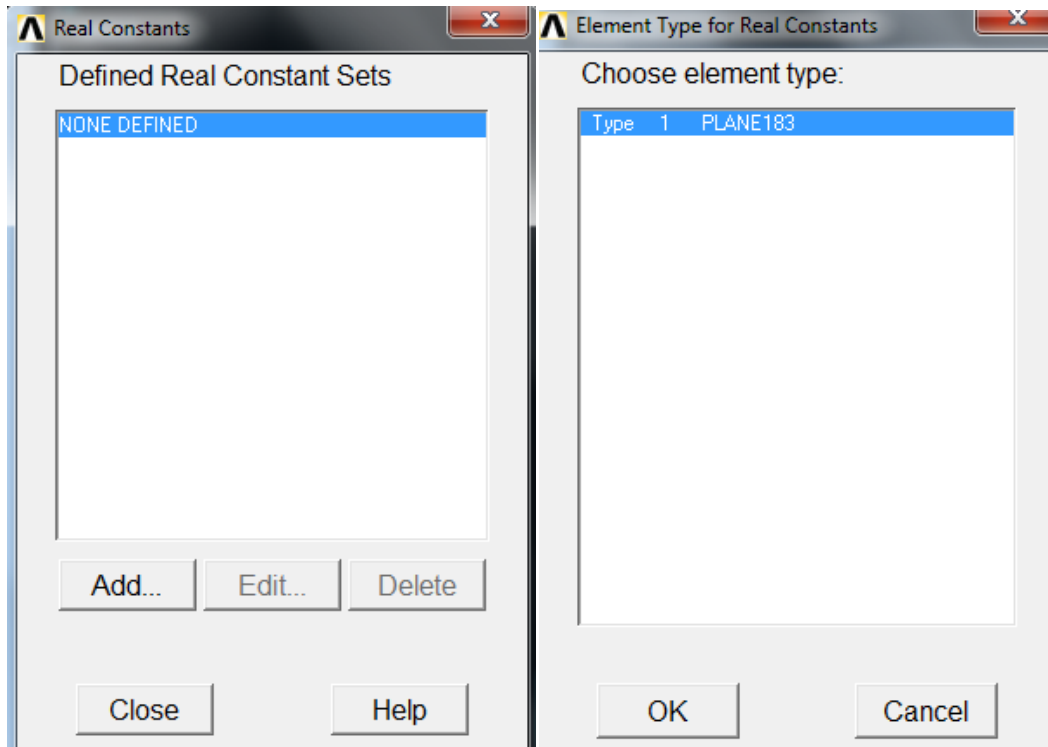 Real Constants
Defined Real Constant Sets
NONE DEFINED
Add...
Edit...
Delete
Close
Help
Element Type for Real Constants
Choose element type:
Type 1 PLANE183
OK
Cancel